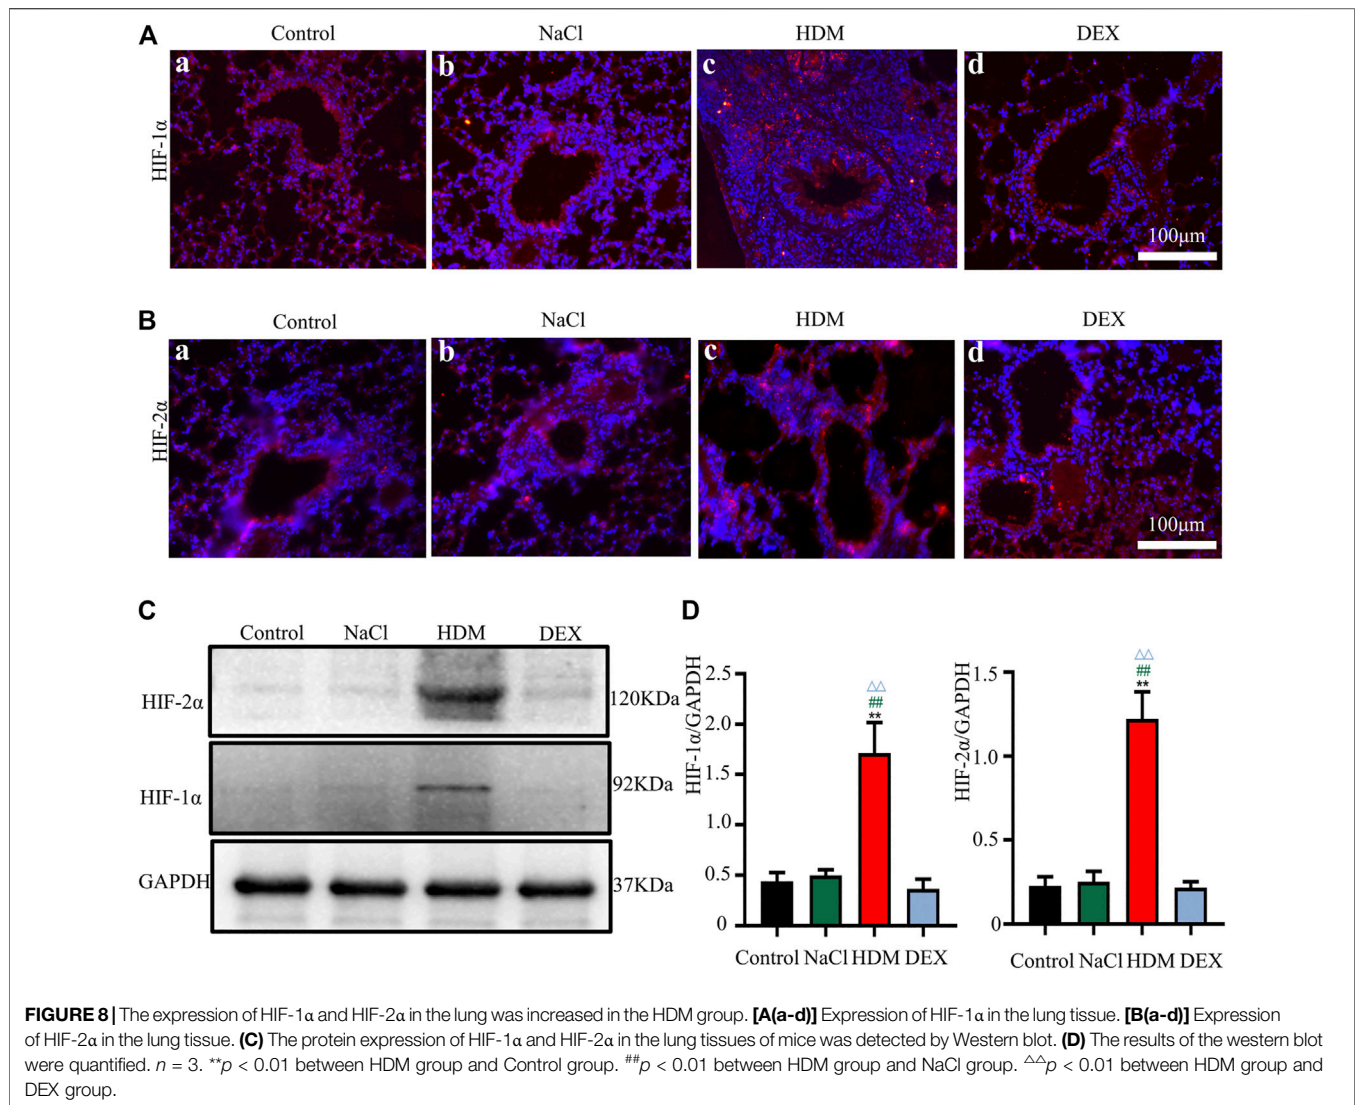 A
Control
NaCl
HDM
DEX
a
b
c
d
HIF-1α
100μm
B
Control
NaCl
HDM
DEX
a
b
c
d
HIF-2α
100μm
C
Control
NaCl
HDM
DEX
HIF-2α
120KDa
HIF-1α
92KDa
GAPDH
37KDa
D
HIF-1α/GAPDH
2.5
2.0
1.5
1.0
0.5
0
△△
##
**
Control NaCl HDM DEX
HIF-2α/GAPDH
1.5
1.0
0.5
0
△△
##
**
Control NaCl HDM DEX
FIGURE 8 | The expression of HIF-1α and HIF-2α in the lung was increased in the HDM group. [A(a-d)] Expression of HIF-1α in the lung tissue. [B(a-d)] Expression
of HIF-2α in the lung tissue. (C) The protein expression of HIF-1α and HIF-2α in the lung tissues of mice was detected by Western blot. (D) The results of the western blot
were quantified. n = 3. **p < 0.01 between HDM group and Control group. ##p < 0.01 between HDM group and NaCl group. △△p < 0.01 between HDM group and
DEX group.